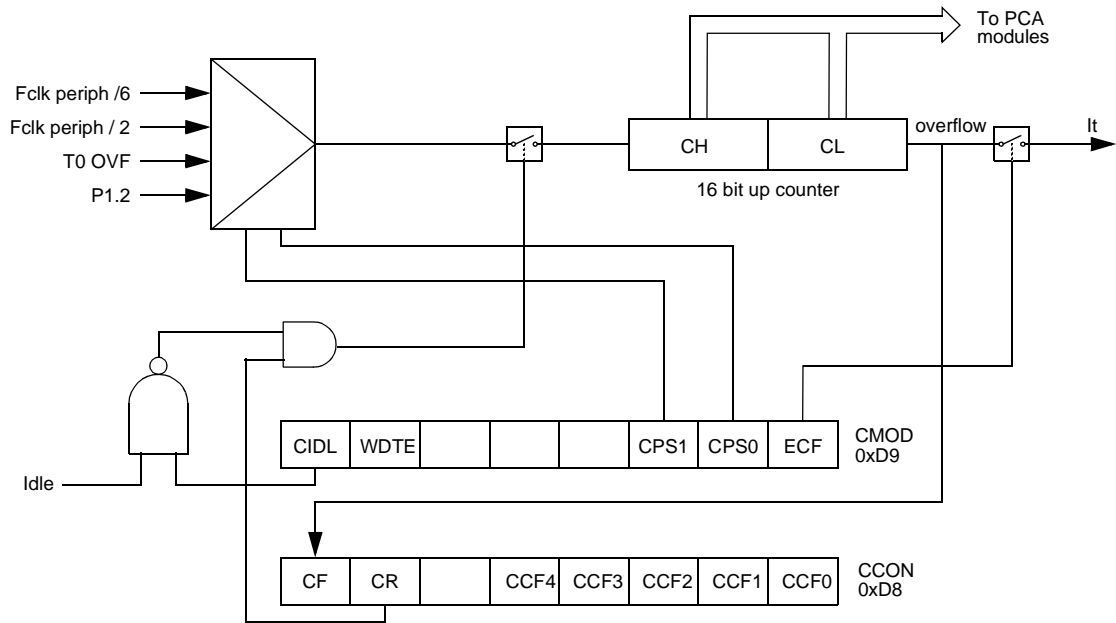 To PCA
modules
Fclk periph /6
Fclk periph / 2
T0 OVF
P1.2
CH
CL
overflow
It
16 bit up counter
CIDL
WDTE
CPS1
CPS0
ECF
CMOD
0xD9
Idle
CF
CR
CCF4
CCF3
CCF2
CCF1
CCF0
CCON
0xD8